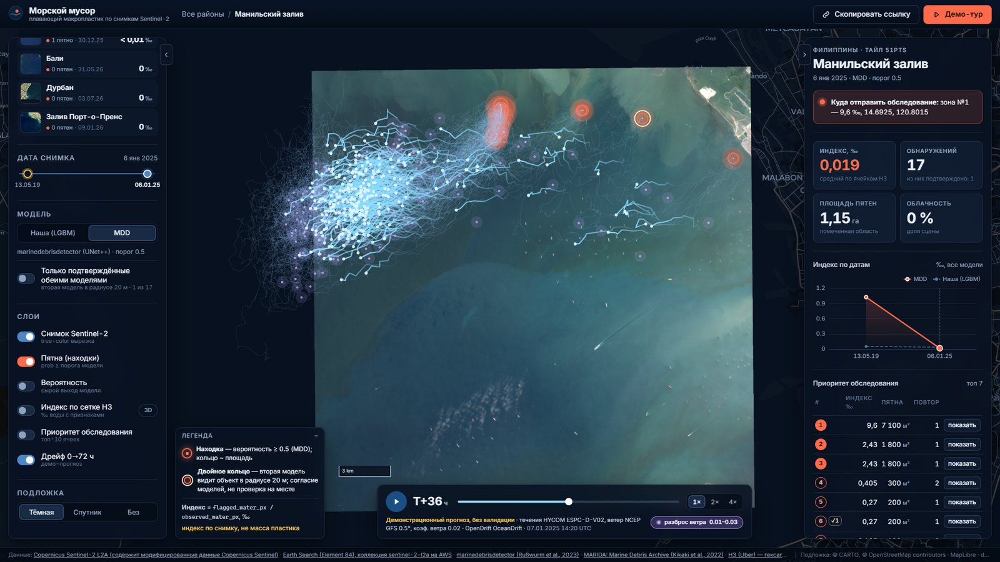 Морской мусор
плавающий макропластик по снимкам Sentinel-2
Все районы / Манильский залив
Скопировать ссылку
Демо-тур
1 пятно · 30.12.25 < 0,01 ‰
Бали
0 пятен · 31.05.26 0 ‰
Дурбан
0 пятен · 03.07.26 0 ‰
Залив Порт-о-Пренс
0 пятен · 09.01.26 0 ‰
ДАТА СНИМКА 6 янв 2025
13.05.19 06.01.25
МОДЕЛЬ
Наша (LGBM) MDD
marinedebrisdetector (UNet++) · порог 0.5
Только подтверждённые
обеими моделями
вторая модель в радиусе 20 м · 1 из 17
СЛОИ
Снимок Sentinel-2
true-color вырезка
Пятна (находки)
prob ≥ порога модели
Вероятность
сырой выход модели
Индекс по сетке H3
‰ воды с признаками
3D
Приоритет обследования
топ-10 ячеек
Дрейф 0→72 ч
демо-прогноз
ПОДЛОЖКА
Тёмная Спутник Без
poco Creek
ando
VAL
MALABON
ЛЕГЕНДА –
Находка — вероятность ≥ 0.5 (MDD);
кольцо ~ площадь
Двойное кольцо — вторая модель
видит объект в радиусе 20 м; согласие
моделей, не проверка на месте
Индекс = flagged_water_px /
observed_water_px, ‰
индекс по снимку, не масса пластика
3 km
T+36 ч
1× 2× 4×
Демонстрационный прогноз, без валидации · течения HYCOM ESPC-D-V02, ветер NCEP
GFS 0.5°, коэф. ветра 0.02 · OpenDrift OceanDrift · 07.01.2025 14:20 UTC
разброс ветра 0.01–0.03
ФИЛИППИНЫ · ТАЙЛ 51PTS
Манильский залив
6 янв 2025 · MDD · порог 0.5
Куда отправить обследование: зона №1
— 9,6 ‰, 14.6925, 120.8015
ИНДЕКС, ‰
0,019
средний по ячейкам H3
ОБНАРУЖЕНИЙ
17
из них подтверждено: 1
ПЛОЩАДЬ ПЯТЕН
1,15 га
помеченная область
ОБЛАЧНОСТЬ
0 %
доля сцены
Индекс по датам ‰, все модели
MDD Наша (LGBM)
1.2
0.9
0.6
0.3
0
13.05.19 06.01.25
Приоритет обследования топ 7
# ИНДЕКС ‰ ПЯТНА ПОВТОР
1 9,6 7 100 м² 1 показать
2 2,43 1 800 м² 1 показать
3 2,43 1 800 м² 1 показать
4 0,405 300 м² 2 показать
5 0,27 200 м² 1 показать
6 ✓1 0,27 200 м² 1 показать
Данные: Copernicus Sentinel-2 L2A (содержит модифицированные данные Copernicus Sentinel) · Earth Search (Element 84), коллекция sentinel-2-l2a на AWS · marinedebrisdetector (Rußwurm et al., 2023) · MARIDA: Marine Debris Archive (Kikaki et al., 2022) · H3 (Uber) — гексаг…
Подложка: © CARTO, © OpenStreetMap contributors · MapLibre · d…